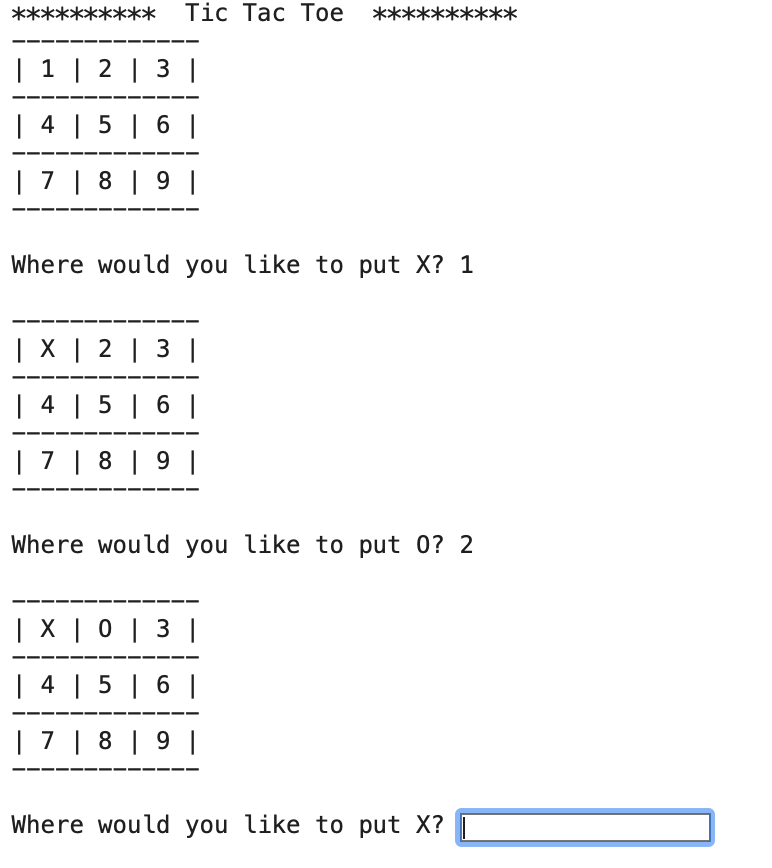 **********  Tic Tac Toe  **********
-------------
| 1 | 2 | 3 |
-------------
| 4 | 5 | 6 |
-------------
| 7 | 8 | 9 |
-------------
Where would you like to put X? 1
-------------
| X | 2 | 3 |
-------------
| 4 | 5 | 6 |
-------------
| 7 | 8 | 9 |
-------------
Where would you like to put O? 2
-------------
| X | O | 3 |
-------------
| 4 | 5 | 6 |
-------------
| 7 | 8 | 9 |
-------------
Where would you like to put X?